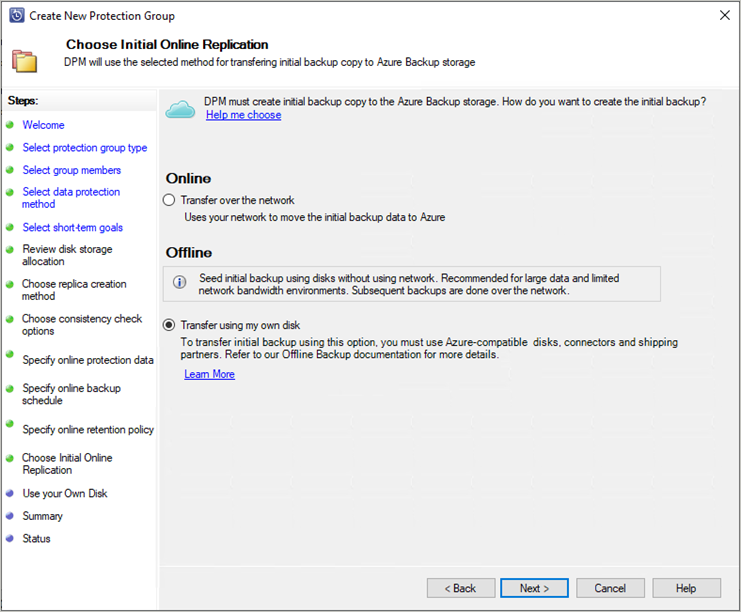 Create New Protection Group
Choose Initial Online Replication
DPM will use the selected method for transfering initial backup copy to Azure Backup storage
Steps:
Welcome
Select protection group type
Select group members
Select data protection
method
Select short-term goals
Review disk storage
allocation
Choose replica creation
method
Choose consistency check
options
Specify online protection data
Specify online backup
schedule
Specify online retention policy
Choose Initial Online
Replication
Use your Own Disk
Summary
Status
DPM must create initial backup copy to the Azure Backup storage. How do you want to create the initial backup?
Help me choose
Online
Transfer over the network
Uses your network to move the initial backup data to Azure
Offline
Seed initial backup using disks without using network. Recommended for large data and limited
network bandwidth environments. Subsequent backups are done over the network.
Transfer using my own disk
To transfer initial backup using this option, you must use Azure-compatible disks, connectors and shipping
partners. Refer to our Offline Backup documentation for more details.
Learn More
< Back
Next >
Cancel
Help